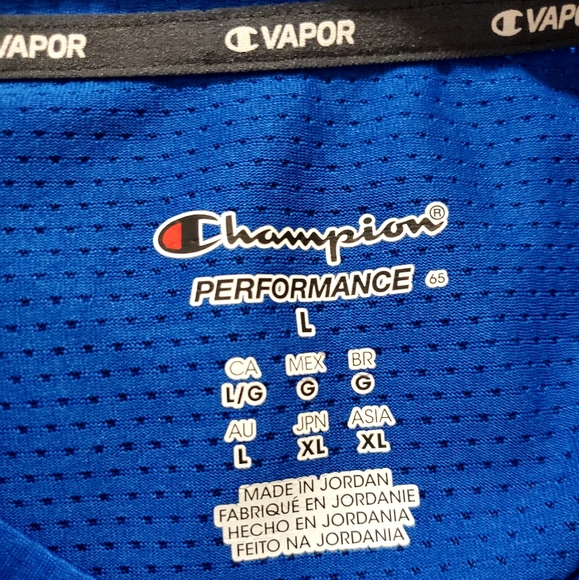 VAPOR VAPOR VAPOR
Champion®
PERFORMANCE 65
L
CA MEX BR
L/G G G
AU JPN ASIA
L XL XL
MADE IN JORDAN
FABRIQUÉ EN JORDANIE
HECHO EN JORDANIA
FEITO NA JORDANIA